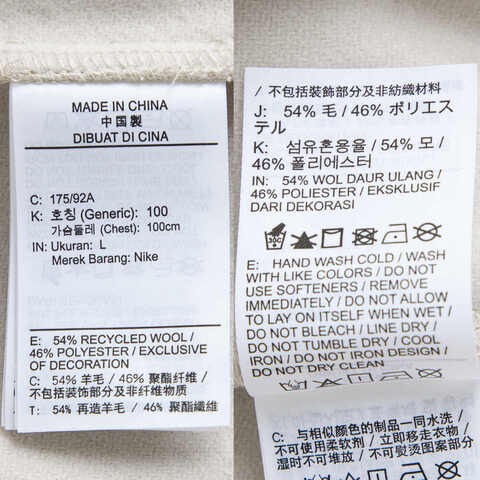 MADE IN CHINA
中国製
DIBUAT DI CINA
C: 175/92A
K: 호칭 (Generic): 100
가슴둘레 (Chest): 100cm
IN: Ukuran: L
Merek Barang: Nike
E: 54% RECYCLED WOOL /
46% POLYESTER / EXCLUSIVE
OF DECORATION
C: 54% 羊毛 / 46% 聚酯纤维 /
不包括装饰部分及非纤维材料
T: 54% 再造羊毛 / 46% 聚酯纖維
/ 不包括裝飾部分及非紡織材料
J: 54% 毛 / 46% ポリエス
テル
K: 섬유혼용율 / 54% 모 /
46% 폴리에스터
IN: 54% WOL DAUR ULANG /
46% POLIESTER / EKSKLUSIF
DARI DEKORASI
E: HAND WASH COLD / WASH
WITH LIKE COLORS / DO NOT
USE SOFTENERS / REMOVE
IMMEDIATELY / DO NOT ALLOW
TO LAY ON ITSELF WHEN WET /
DO NOT BLEACH / LINE DRY /
DO NOT TUMBLE DRY / COOL
IRON / DO NOT IRON DESIGN /
DO NOT DRY CLEAN
C: 与相似颜色的制品一同水洗 /
不可使用柔软剂 / 立即移走衣物 /
湿时不可堆放 / 不可熨烫图案部分